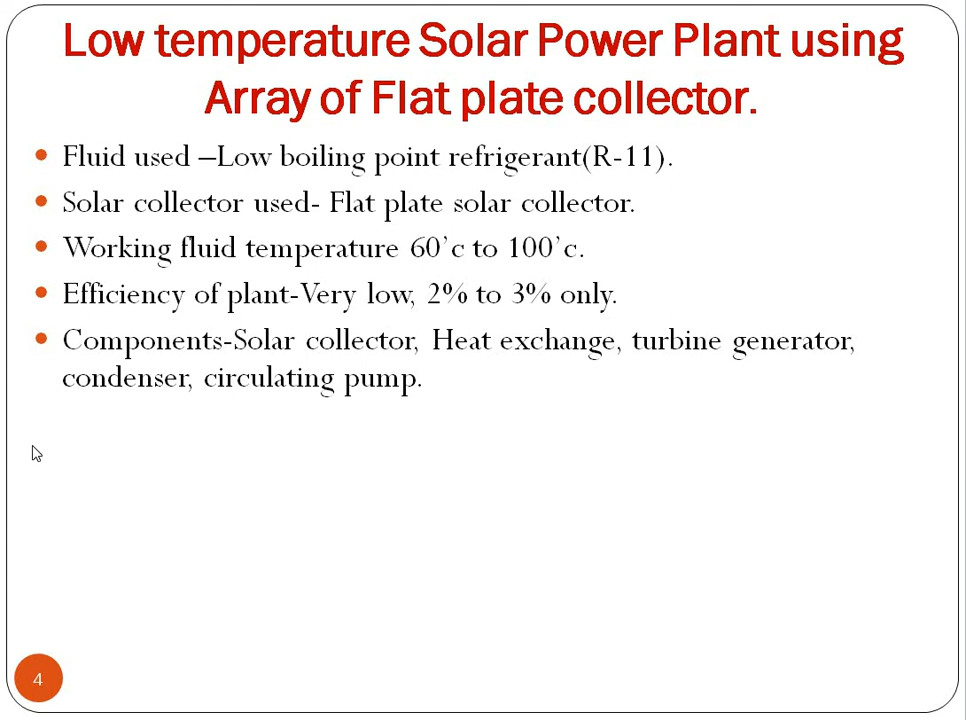 Low temperature Solar Power Plant using
Array of Flat plate collector.
• Fluid used –Low boiling point refrigerant(R-11).
• Solar collector used- Flat plate solar collector.
• Working fluid temperature 60’c to 100’c.
• Efficiency of plant-Very low, 2% to 3% only.
• Components-Solar collector, Heat exchange, turbine generator,
condenser, circulating pump.
4